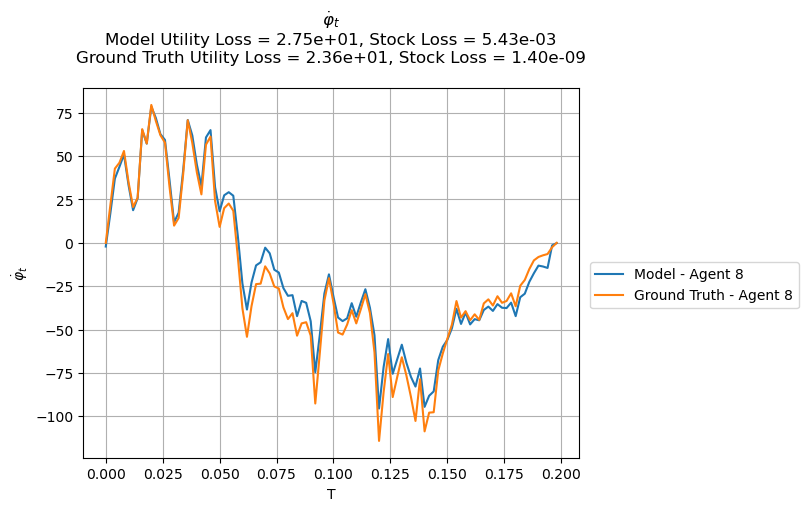 φ̇ₜ
Model Utility Loss = 2.75e+01, Stock Loss = 5.43e-03
Ground Truth Utility Loss = 2.36e+01, Stock Loss = 1.40e-09
φ̇ₜ
75
50
25
0
−25
−50
−75
−100
0.000
0.025
0.050
0.075
0.100
0.125
0.150
0.175
0.200
T
Model - Agent 8
Ground Truth - Agent 8